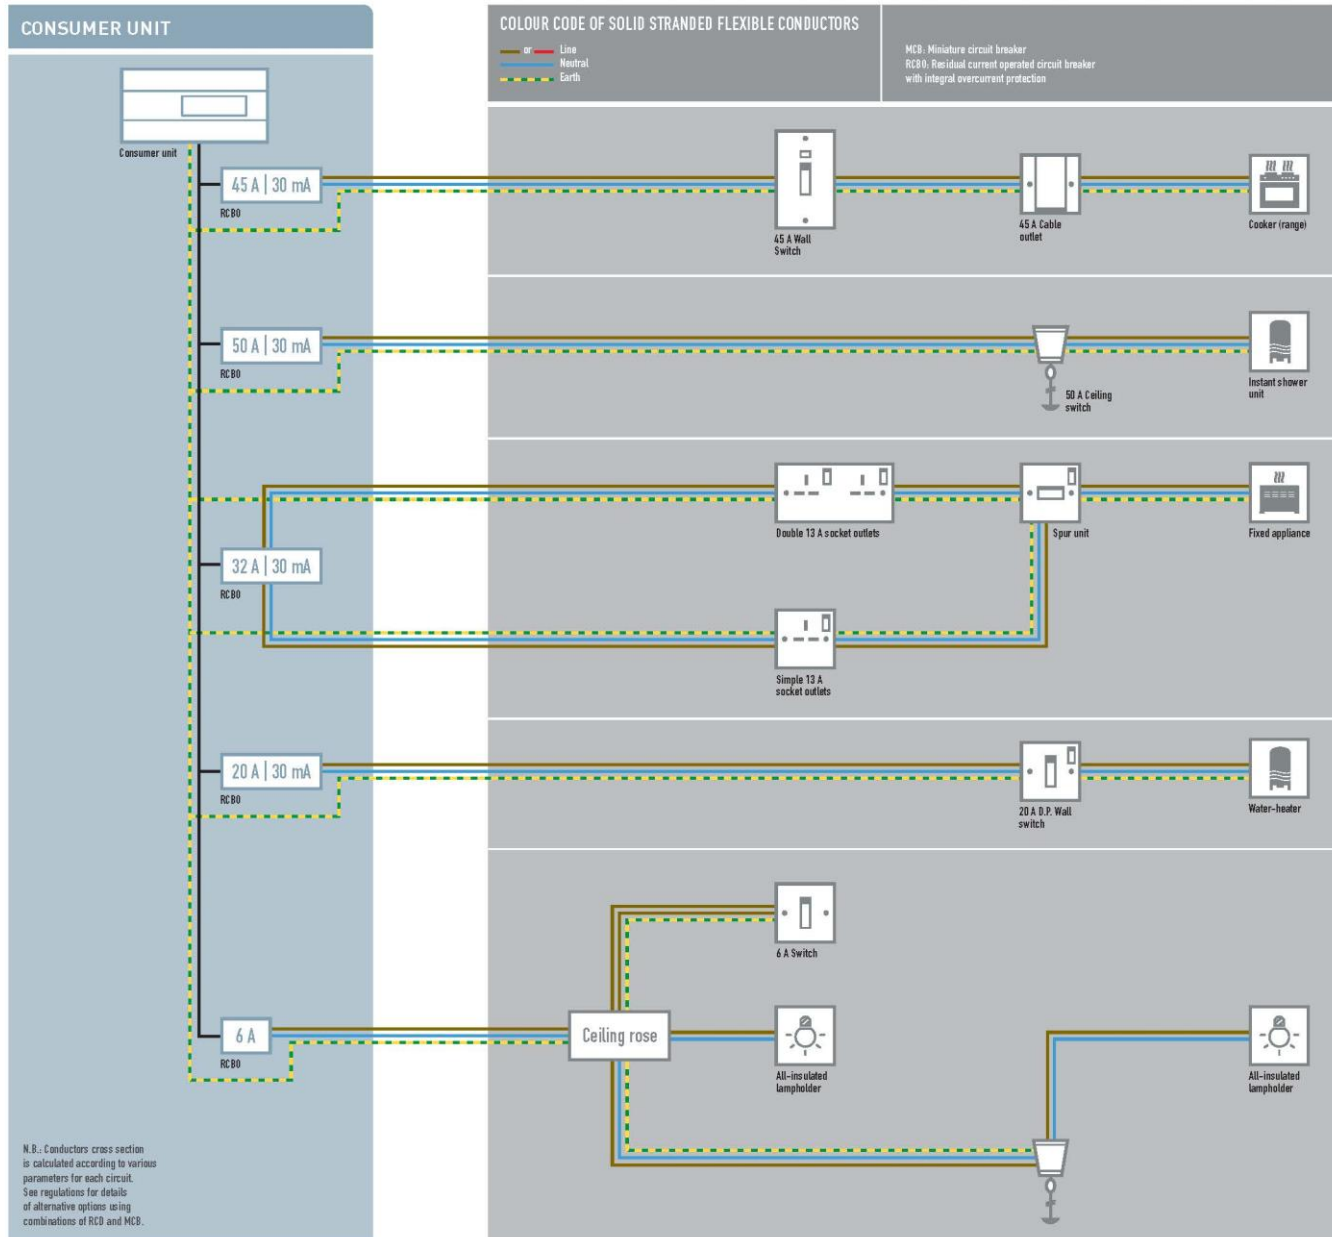 CONSUMER UNIT
COLOUR CODE OF SOLID STRANDED FLEXIBLE CONDUCTORS
or Line
Neutral
Earth
MCB: Miniature circuit breaker
RCBO: Residual current operated circuit breaker
with integral overcurrent protection
Consumer unit
45 A | 30 mA
RCBO
45 A Wall
Switch
45 A Cable
outlet
Cooker (range)
50 A | 30 mA
RCBO
50 A Ceiling
switch
Instant shower
unit
Double 13 A socket outlets
Spur unit
Fixed appliance
32 A | 30 mA
RCBO
Simple 13 A
socket outlets
20 A | 30 mA
RCBO
20 A D.P. Wall
switch
Water-heater
6 A Switch
6 A
RCBO
Ceiling rose
All-insulated
lampholder
All-insulated
lampholder
N.B.: Conductors cross section
is calculated according to various
parameters for each circuit.
See regulations for details
of alternative options using
combinations of RCD and MCB.